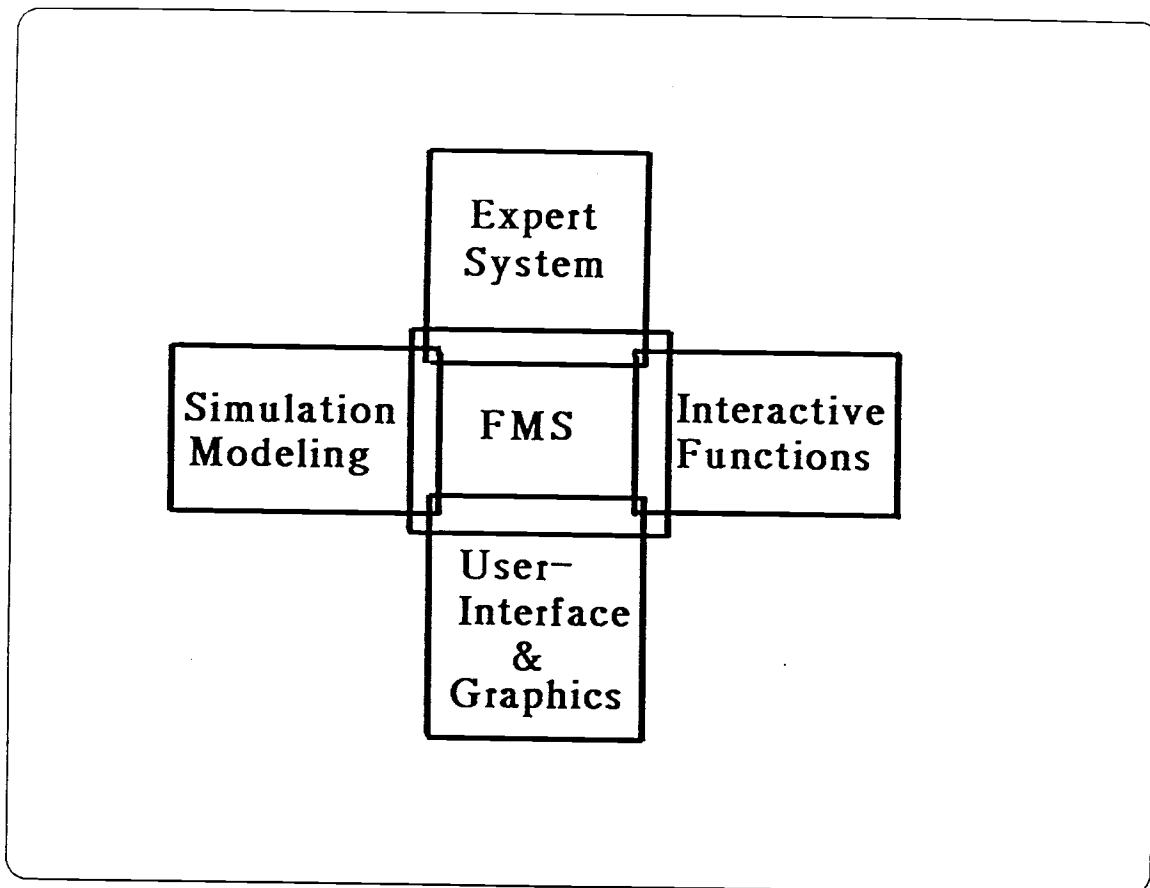 Expert
System
Simulation
Modeling
FMS
Interactive
Functions
User-
Interface
&
Graphics